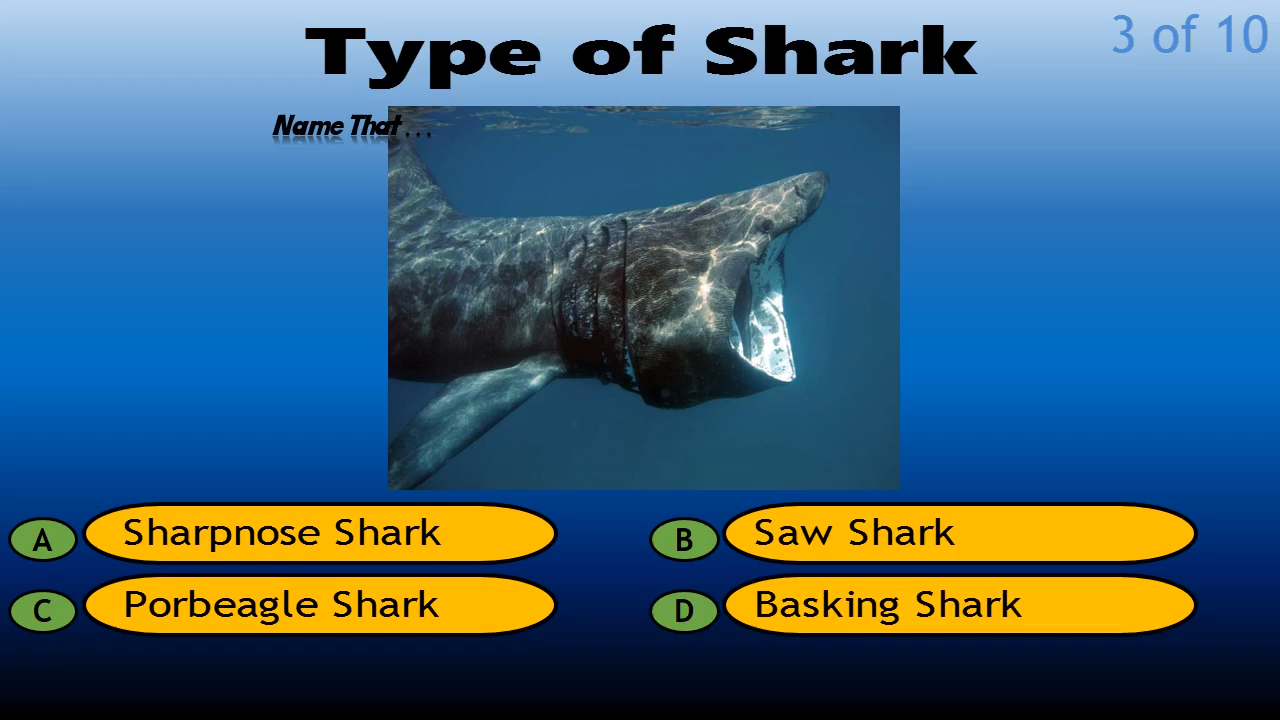 Type of Shark
3 of 10
Name That . . .
A Sharpnose Shark
B Saw Shark
C Porbeagle Shark
D Basking Shark